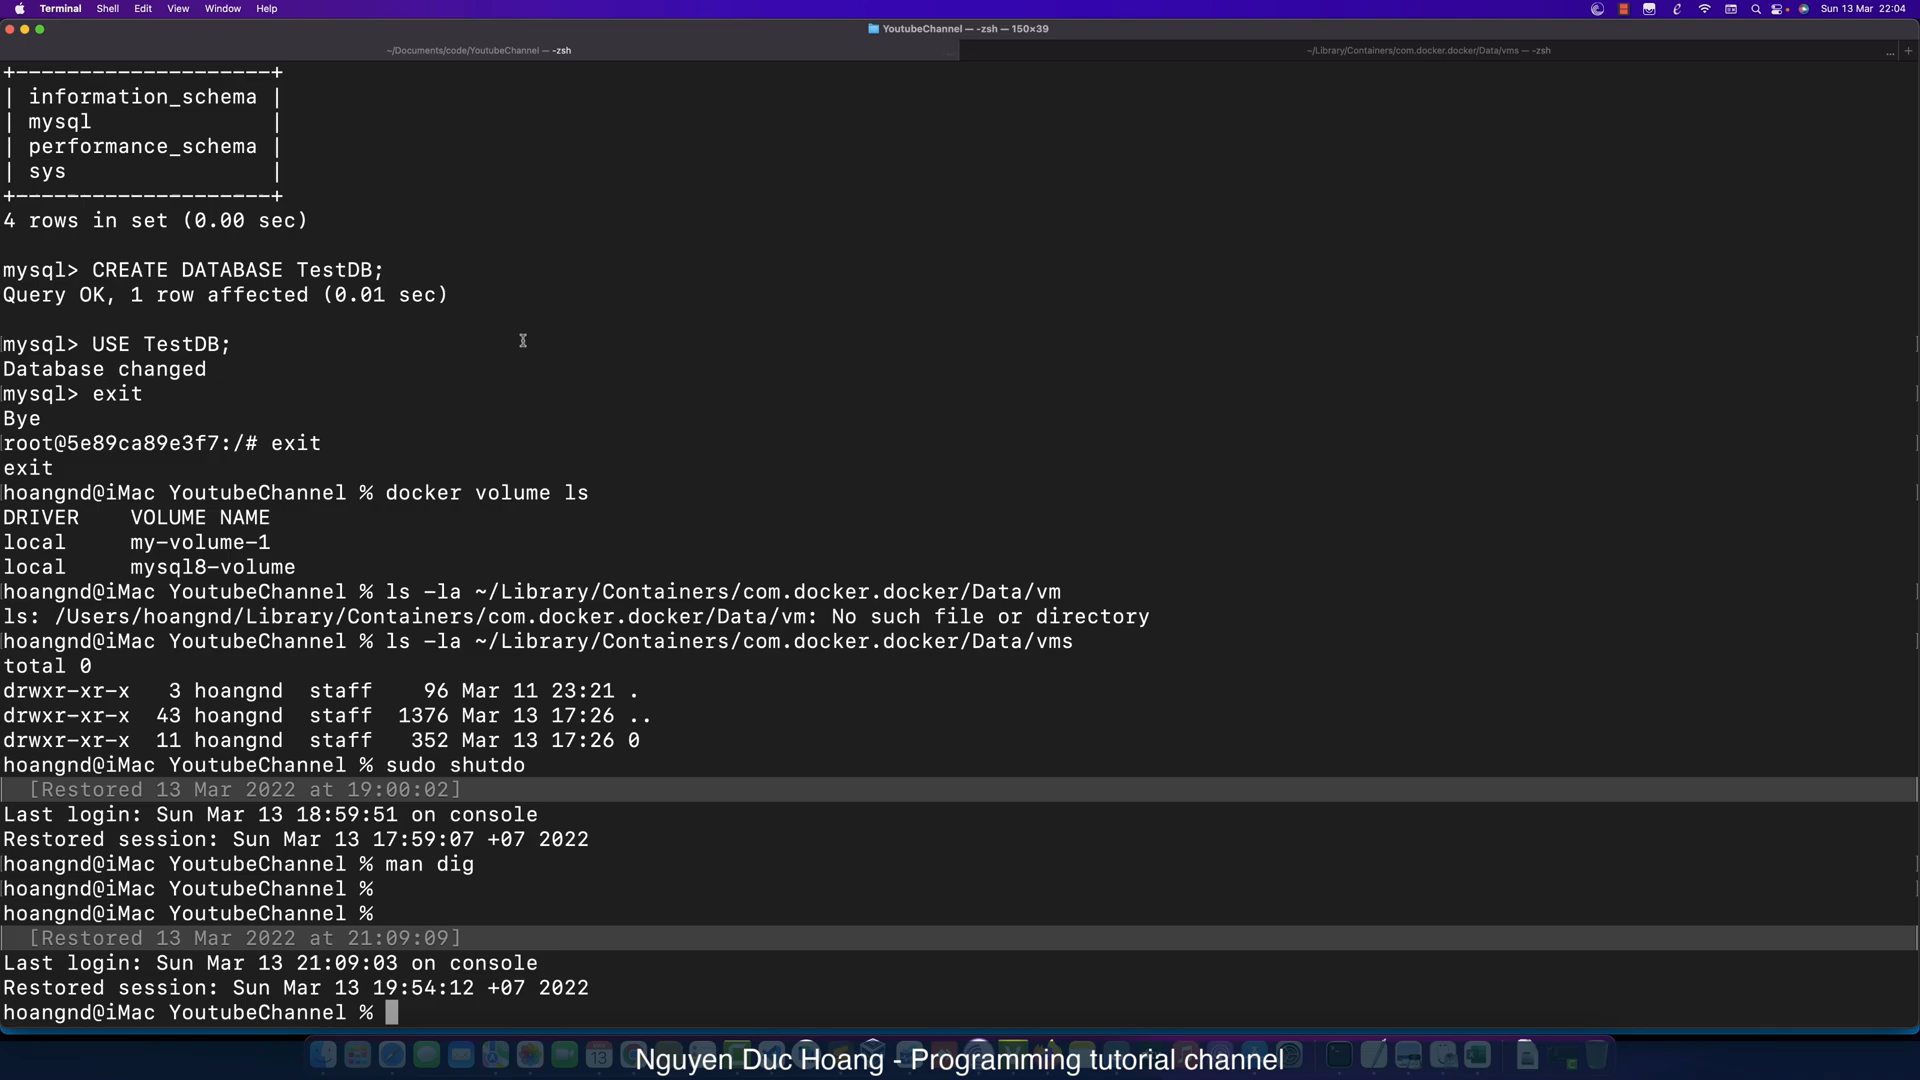 Terminal Shell Edit View Window Help Sun 13 Mar 22:04
YoutubeChannel — -zsh — 150×39
~/Documents/code/YoutubeChannel — -zsh ... ~/Library/Containers/com.docker.docker/Data/vms — -zsh ... +
+--------------------+
| information_schema |
| mysql              |
| performance_schema |
| sys                |
+--------------------+
4 rows in set (0.00 sec)
mysql> CREATE DATABASE TestDB;
Query OK, 1 row affected (0.01 sec)
mysql> USE TestDB;
Database changed
mysql> exit
Bye
root@5e89ca89e3f7:/# exit
exit
hoangnd@iMac YoutubeChannel % docker volume ls
DRIVER    VOLUME NAME
local     my-volume-1
local     mysql8-volume
hoangnd@iMac YoutubeChannel % ls -la ~/Library/Containers/com.docker.docker/Data/vm
ls: /Users/hoangnd/Library/Containers/com.docker.docker/Data/vm: No such file or directory
hoangnd@iMac YoutubeChannel % ls -la ~/Library/Containers/com.docker.docker/Data/vms
total 0
drwxr-xr-x   3 hoangnd  staff    96 Mar 11 23:21 .
drwxr-xr-x  43 hoangnd  staff  1376 Mar 13 17:26 ..
drwxr-xr-x  11 hoangnd  staff   352 Mar 13 17:26 0
hoangnd@iMac YoutubeChannel % sudo shutdo
[Restored 13 Mar 2022 at 19:00:02]
Last login: Sun Mar 13 18:59:51 on console
Restored session: Sun Mar 13 17:59:07 +07 2022
hoangnd@iMac YoutubeChannel % man dig
hoangnd@iMac YoutubeChannel %
hoangnd@iMac YoutubeChannel %
[Restored 13 Mar 2022 at 21:09:09]
Last login: Sun Mar 13 21:09:03 on console
Restored session: Sun Mar 13 19:54:12 +07 2022
hoangnd@iMac YoutubeChannel %
Nguyen Duc Hoang - Programming tutorial channel